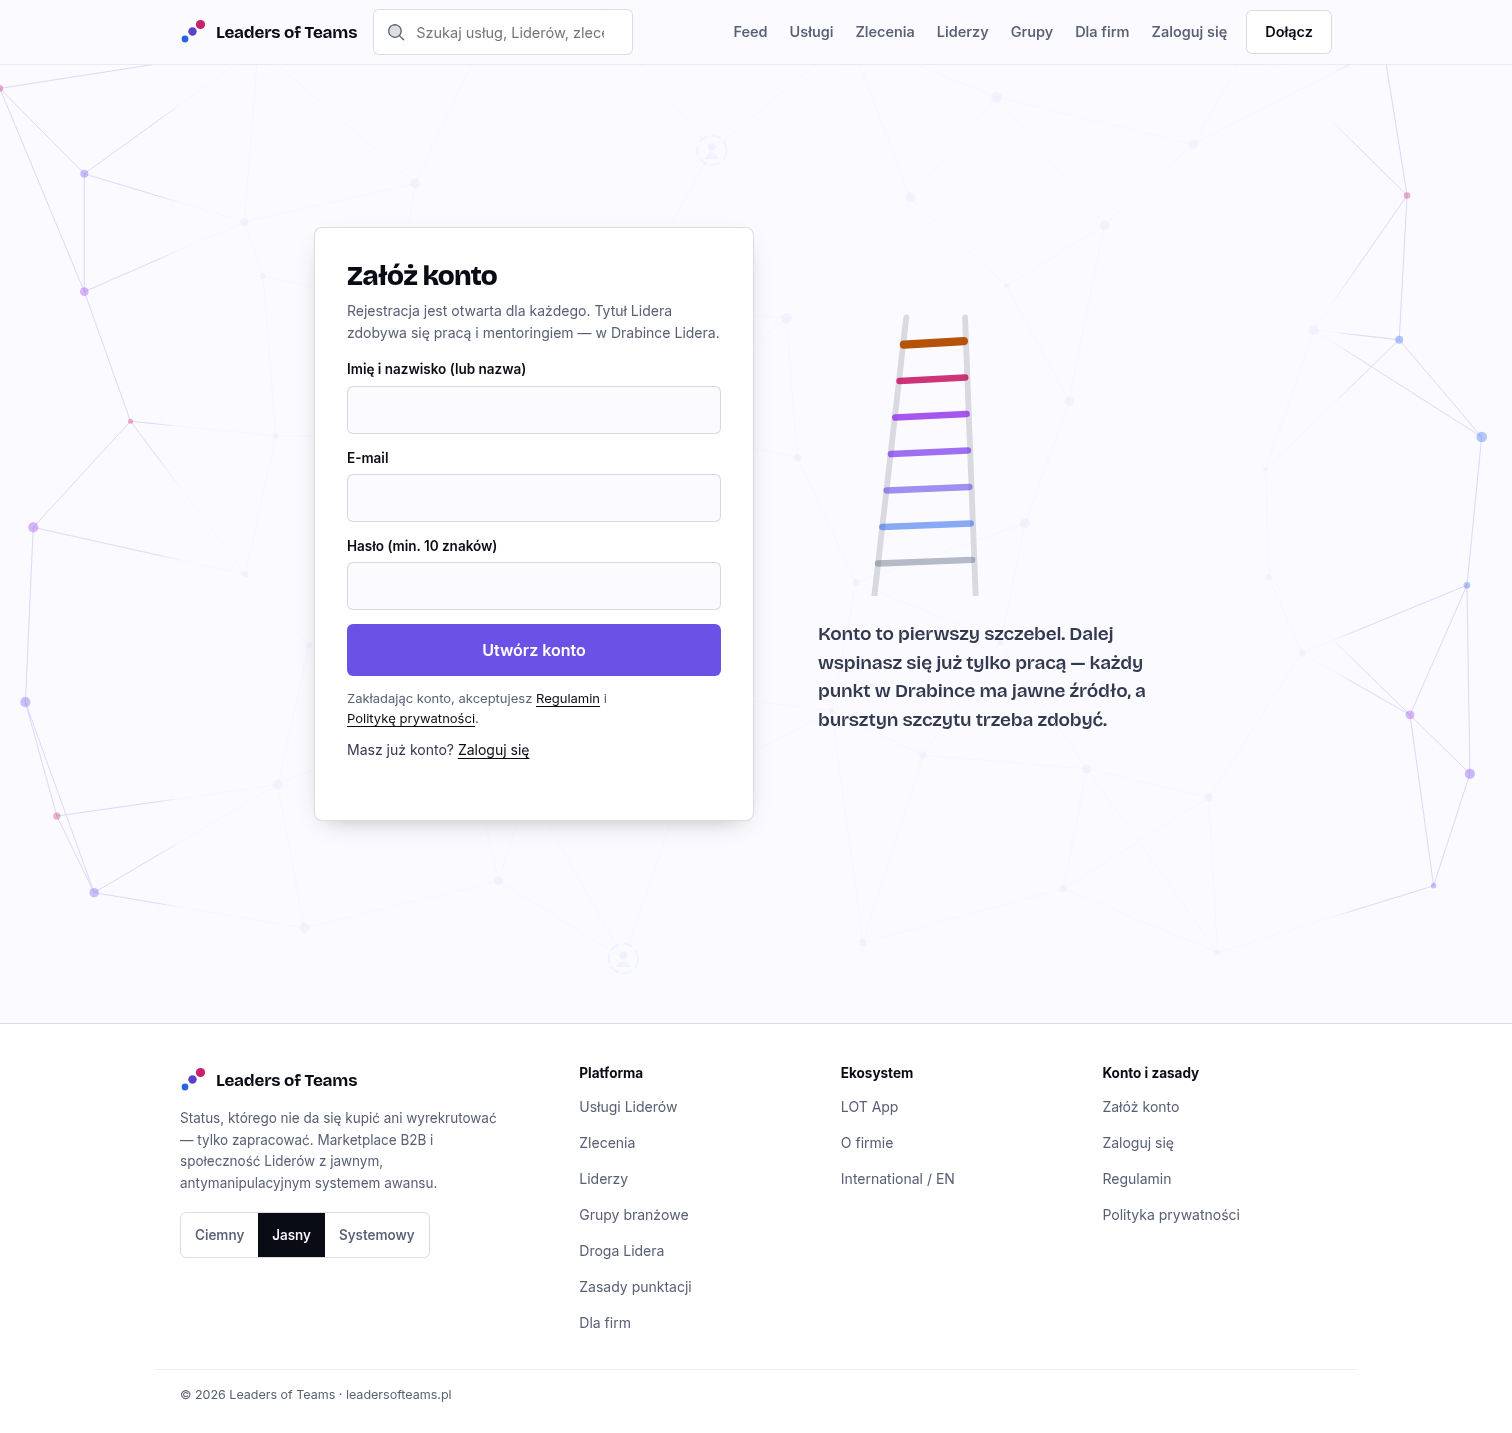 Leaders of Teams
Szukaj usług, Liderów, zlece
Feed
Usługi
Zlecenia
Liderzy
Grupy
Dla firm
Zaloguj się
Dołącz
Załóż konto
Rejestracja jest otwarta dla każdego. Tytuł Lidera
zdobywa się pracą i mentoringiem — w Drabince Lidera.
Imię i nazwisko (lub nazwa)
E-mail
Hasło (min. 10 znaków)
Utwórz konto
Zakładając konto, akceptujesz Regulamin i
Politykę prywatności.
Masz już konto? Zaloguj się
Konto to pierwszy szczebel. Dalej
wspinasz się już tylko pracą — każdy
punkt w Drabince ma jawne źródło, a
bursztyn szczytu trzeba zdobyć.
Leaders of Teams
Status, którego nie da się kupić ani wyrekrutować
— tylko zapracować. Marketplace B2B i
społeczność Liderów z jawnym,
antymanipulacyjnym systemem awansu.
Ciemny
Jasny
Systemowy
Platforma
Usługi Liderów
Zlecenia
Liderzy
Grupy branżowe
Droga Lidera
Zasady punktacji
Dla firm
Ekosystem
LOT App
O firmie
International / EN
Konto i zasady
Załóż konto
Zaloguj się
Regulamin
Polityka prywatności
© 2026 Leaders of Teams · leadersofteams.pl